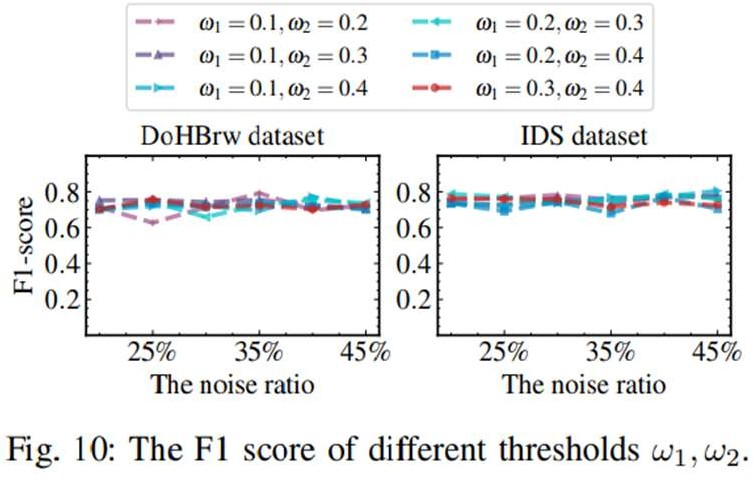 ω₁ = 0.1, ω₂ = 0.2
ω₁ = 0.1, ω₂ = 0.3
ω₁ = 0.1, ω₂ = 0.4
ω₁ = 0.2, ω₂ = 0.3
ω₁ = 0.2, ω₂ = 0.4
ω₁ = 0.3, ω₂ = 0.4
DoHBrw dataset
F1-score
0.8
0.6
0.4
0.2
25% 35% 45%
The noise ratio
IDS dataset
0.8
0.6
0.4
0.2
25% 35% 45%
The noise ratio
Fig. 10: The F1 score of different thresholds ω₁, ω₂.